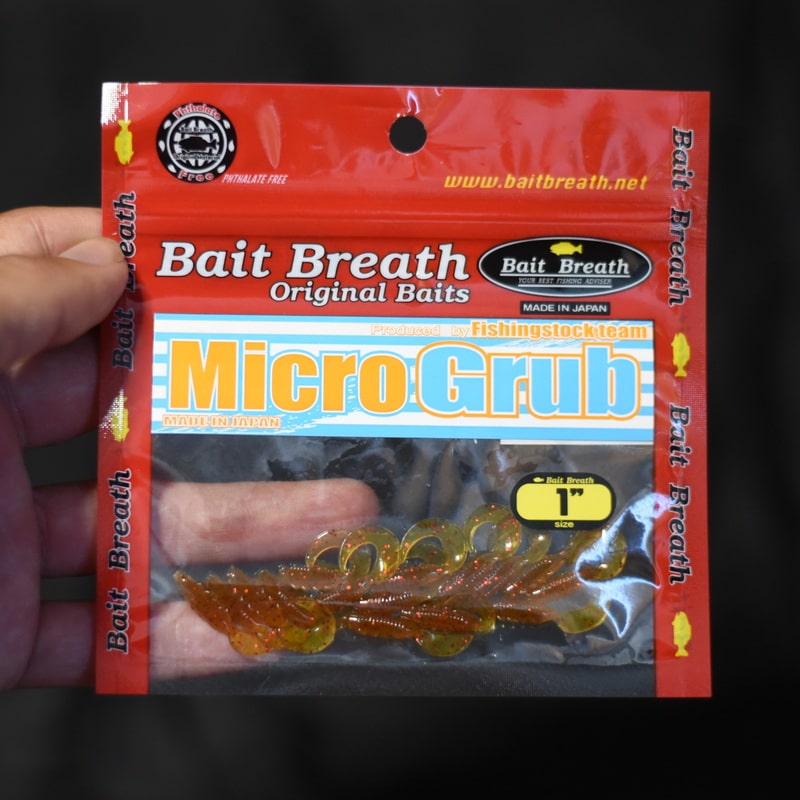 Phthalate
Bait Breath
Free
PHTHALATE FREE
www.baitbreath.net
Bait Breath
Original Baits
Bait Breath
YOUR BEST FISHING ADVISER
MADE IN JAPAN
Produced by Fishingstock team
Micro Grub
MADE IN JAPAN
Bait Breath
1"
size
Bait Breath
Bait Breath
Bait Breath
Bait Breath